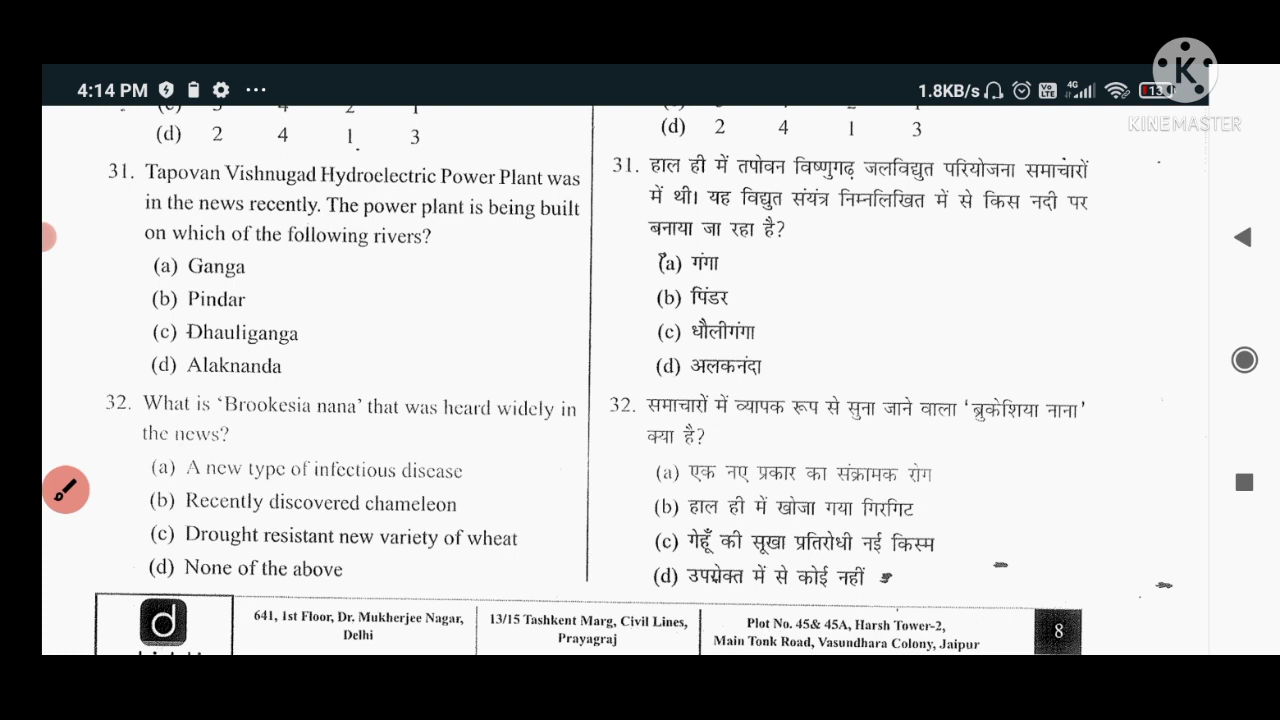 4:14 PM ...
1.8KB/s Vo LTE 4G 13
K
KINEMASTER
(d) 2 4 1 3
31. Tapovan Vishnugad Hydroelectric Power Plant was
in the news recently. The power plant is being built
on which of the following rivers?
(a) Ganga
(b) Pindar
(c) Dhauliganga
(d) Alaknanda
32. What is ‘Brookesia nana’ that was heard widely in
the news?
(a) A new type of infectious disease
(b) Recently discovered chameleon
(c) Drought resistant new variety of wheat
(d) None of the above
(d) 2 4 1 3
31. हाल ही में तपोवन विष्णुगढ़ जलविद्युत परियोजना समाचारों
में थी। यह विद्युत संयंत्र निम्नलिखित में से किस नदी पर
बनाया जा रहा है?
(a) गंगा
(b) पिंडर
(c) धौलीगंगा
(d) अलकनंदा
32. समाचारों में व्यापक रूप से सुना जाने वाला ‘ब्रुकेशिया नाना’
क्या है?
(a) एक नए प्रकार का संक्रामक रोग
(b) हाल ही में खोजा गया गिरगिट
(c) गेहूँ की सूखा प्रतिरोधी नई किस्म
(d) उपरोक्त में से कोई नहीं
d
641, 1st Floor, Dr. Mukherjee Nagar,
Delhi
13/15 Tashkent Marg, Civil Lines,
Prayagraj
Plot No. 45& 45A, Harsh Tower-2,
Main Tonk Road, Vasundhara Colony, Jaipur
8